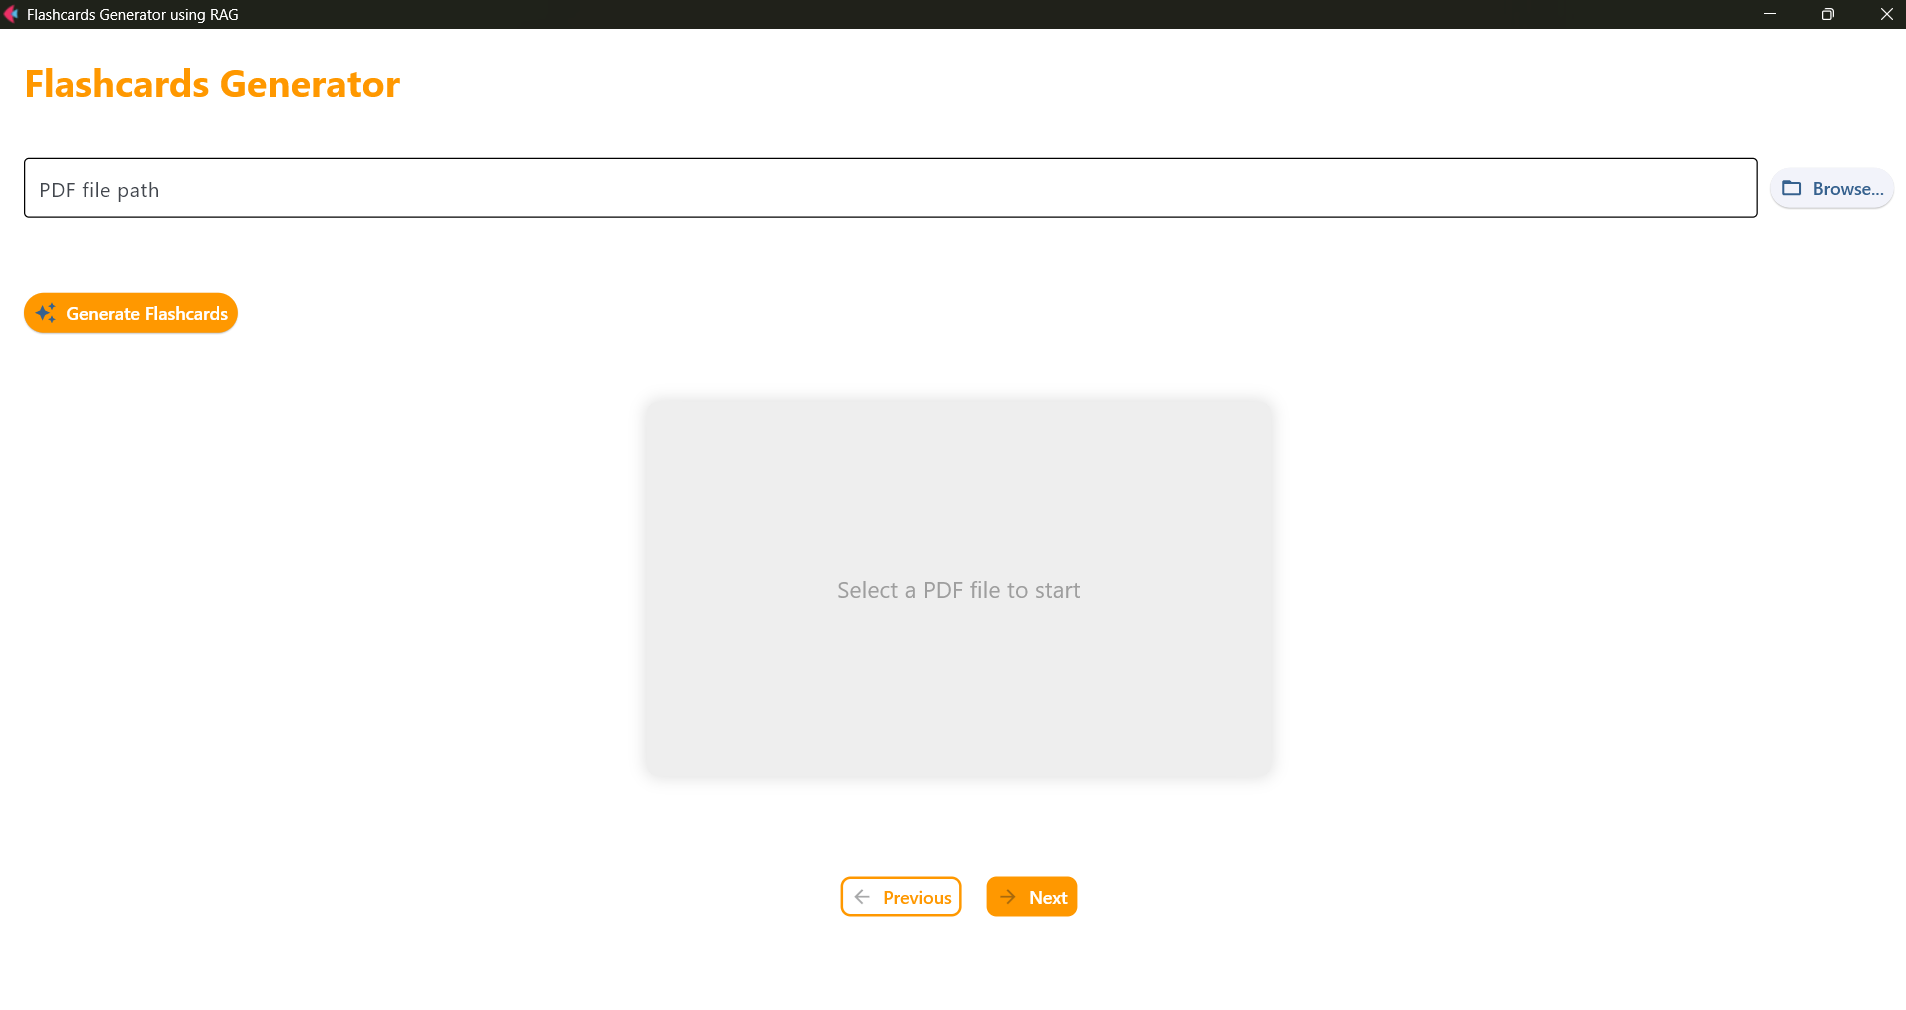 Flashcards Generator using RAG
Flashcards Generator
PDF file path
Browse...
Generate Flashcards
Select a PDF file to start
Previous
Next